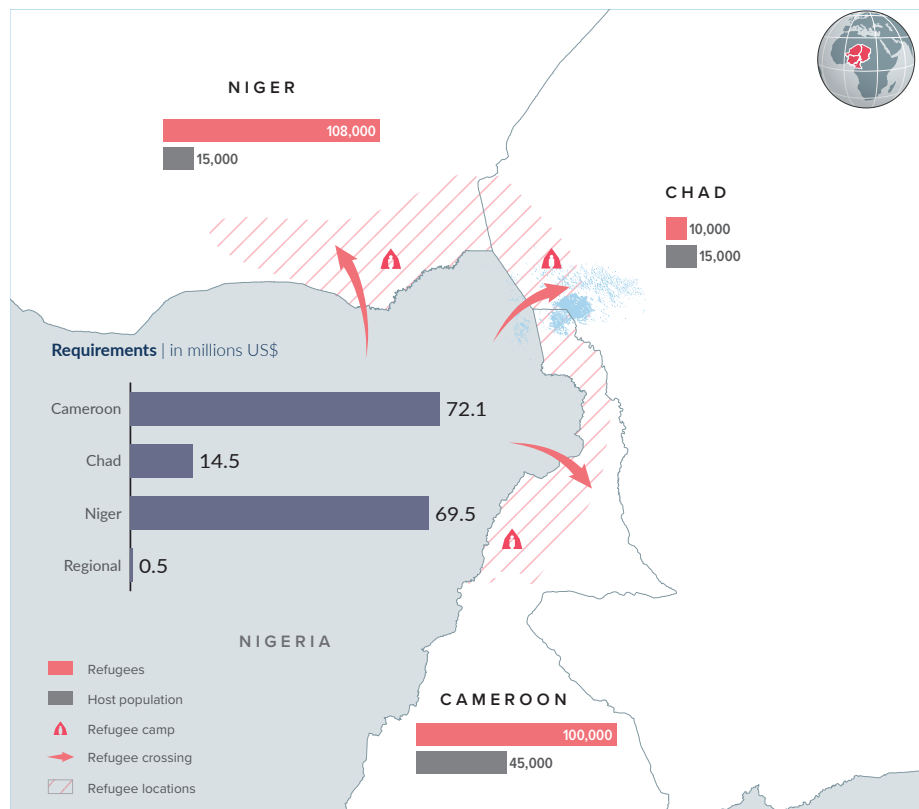 NIGER
108,000
15,000
CHAD
10,000
15,000
Requirements | in millions US$
Cameroon 72.1
Chad 14.5
Niger 69.5
Regional 0.5
NIGERIA
Refugees
Host population
Refugee camp
Refugee crossing
Refugee locations
CAMEROON
100,000
45,000